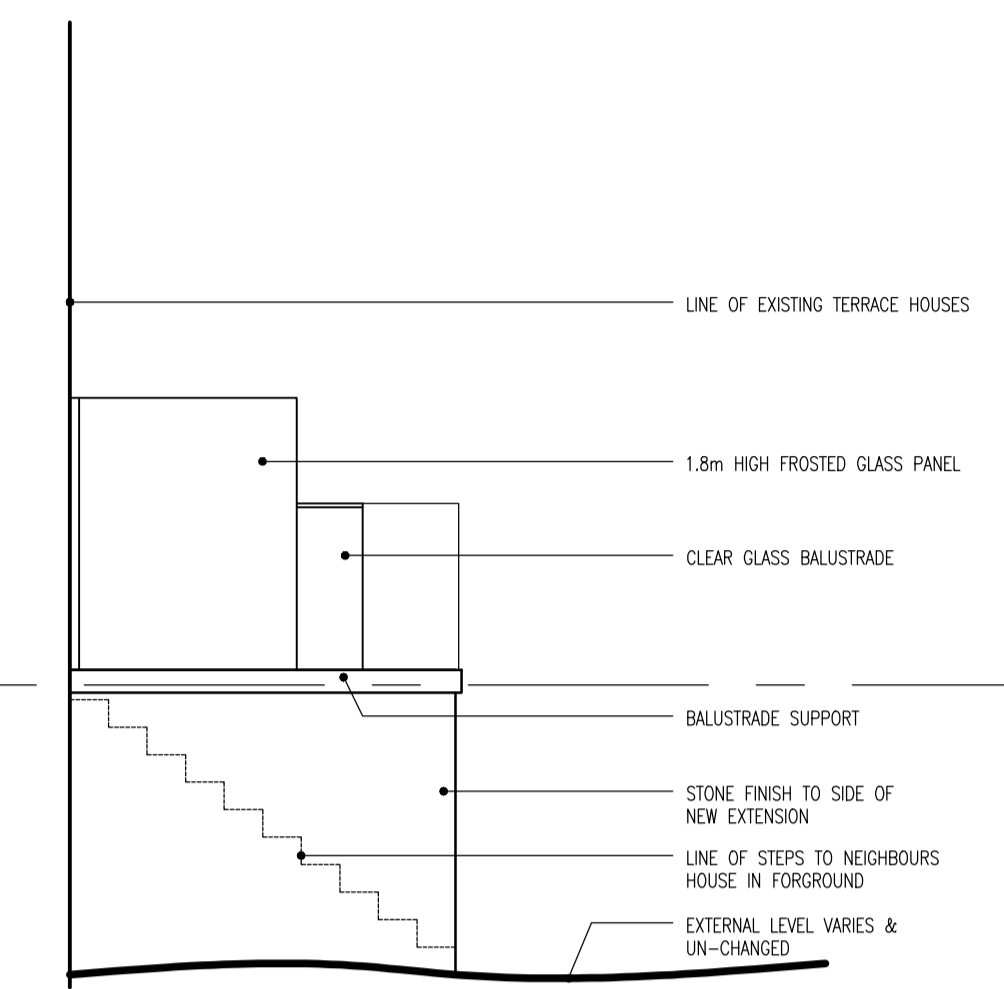 LINE OF EXISTING TERRACE HOUSES
1.8m HIGH FROSTED GLASS PANEL
CLEAR GLASS BALUSTRADE
BALUSTRADE SUPPORT
STONE FINISH TO SIDE OF
NEW EXTENSION
LINE OF STEPS TO NEIGHBOURS
HOUSE IN FORGROUND
EXTERNAL LEVEL VARIES &
UN-CHANGED